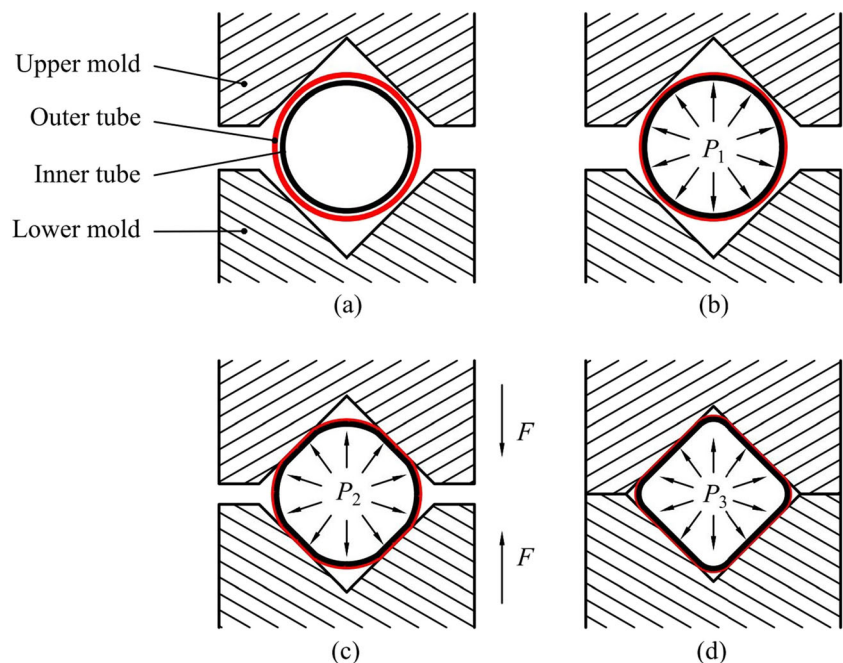 Upper mold
Outer tube
Inner tube
Lower mold
P₁
(a)
(b)
P₂
F
F
P₃
(c)
(d)